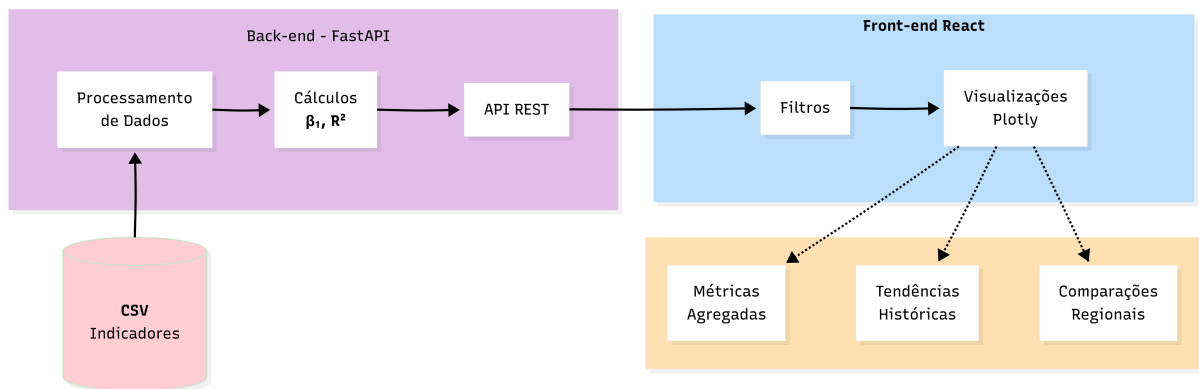 Back-end - FastAPI
Processamento
de Dados
Cálculos
β₁, R²
API REST
Front-end React
Filtros
Visualizações
Plotly
CSV
Indicadores
Métricas
Agregadas
Tendências
Históricas
Comparações
Regionais